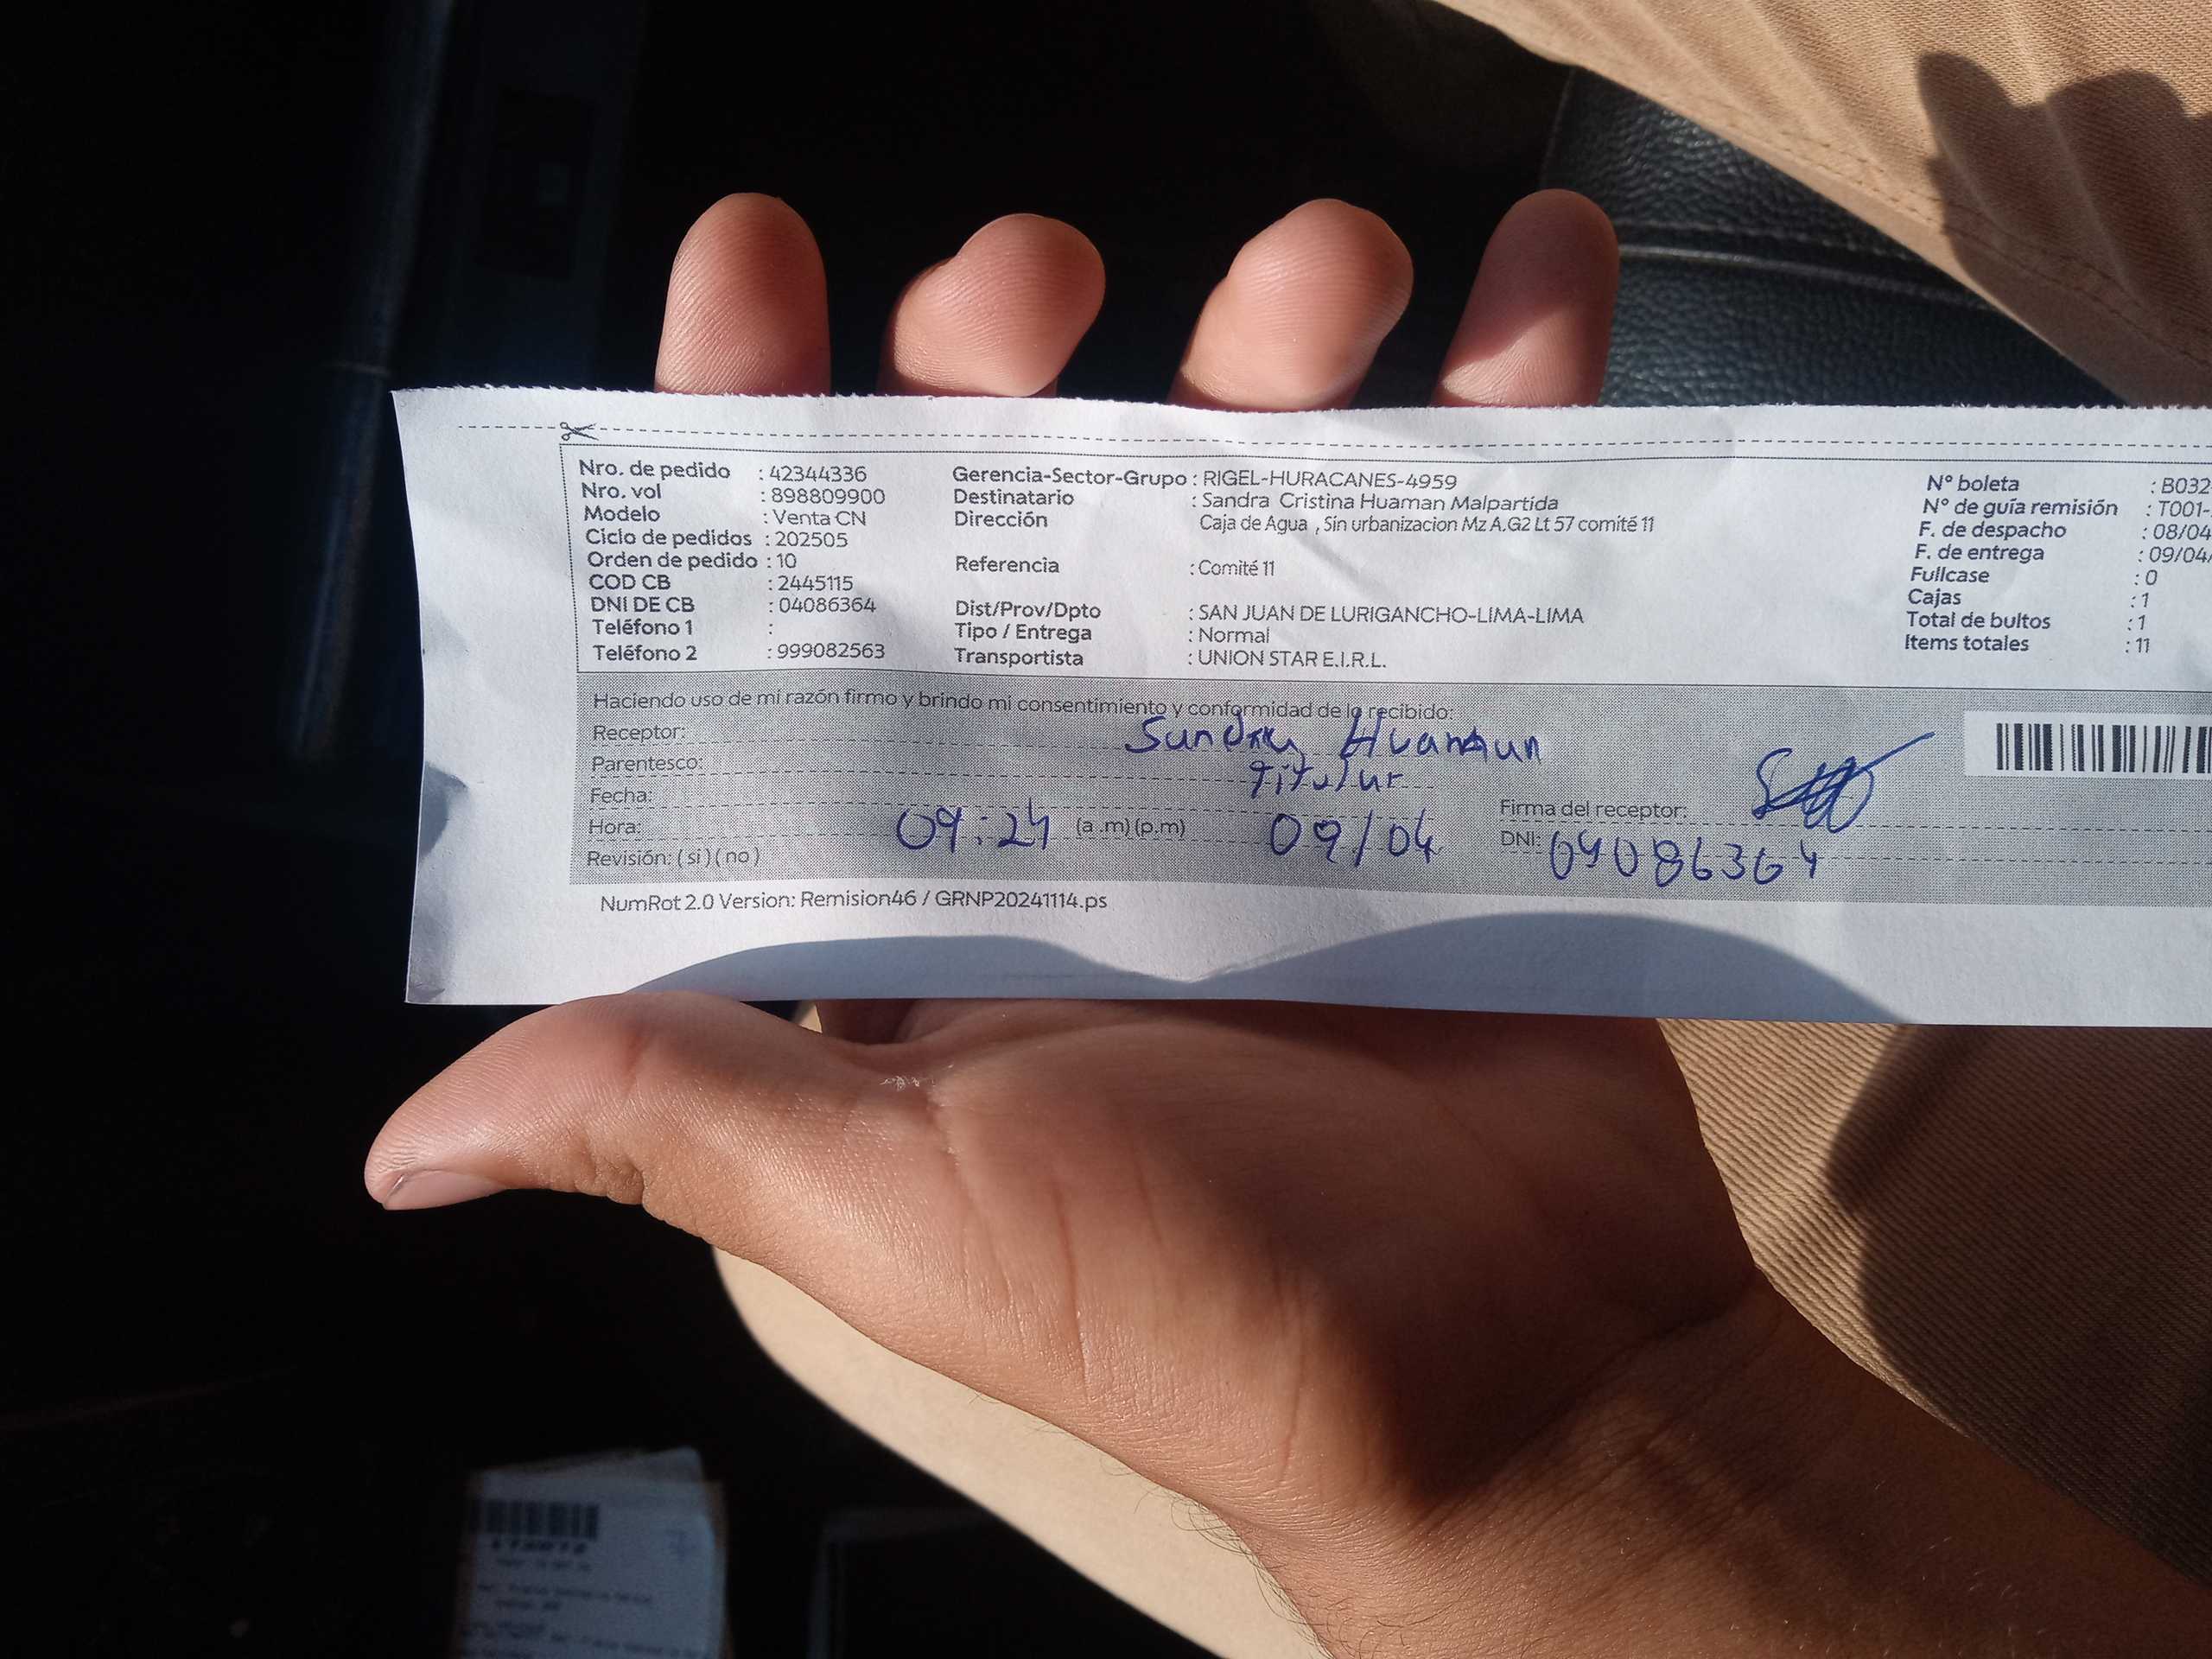 Nro. de pedido : 42344336
Nro. vol : 898809900
Modelo : Venta CN
Ciclo de pedidos : 202505
Orden de pedido : 10
COD CB : 2445115
DNI DE CB : 04086364
Teléfono 1 :
Teléfono 2 : 999082563
Gerencia-Sector-Grupo : RIGEL-HURACANES-4959
Destinatario : Sandra Cristina Huaman Malpartida
Dirección Caja de Agua , Sin urbanizacion Mz A.G2 Lt 57 comité 11
Referencia : Comité 11
Dist/Prov/Dpto : SAN JUAN DE LURIGANCHO-LIMA-LIMA
Tipo / Entrega : Normal
Transportista : UNION STAR E.I.R.L.
N° boleta : B032
N° de guía remisión : T001-
F. de despacho : 08/04
F. de entrega : 09/04/
Fullcase : 0
Cajas : 1
Total de bultos : 1
Items totales : 11
Haciendo uso de mi razón firmo y brindo mi consentimiento y conformidad de lo recibido:
Receptor: Sandra Huaman
Parentesco: titular
Fecha:
Hora: 09:24 (a .m) (p.m) 09/04
Revisión: ( si ) ( no )
Firma del receptor:
DNI: 04086364
NumRot 2.0 Version: Remision46 / GRNP20241114.ps